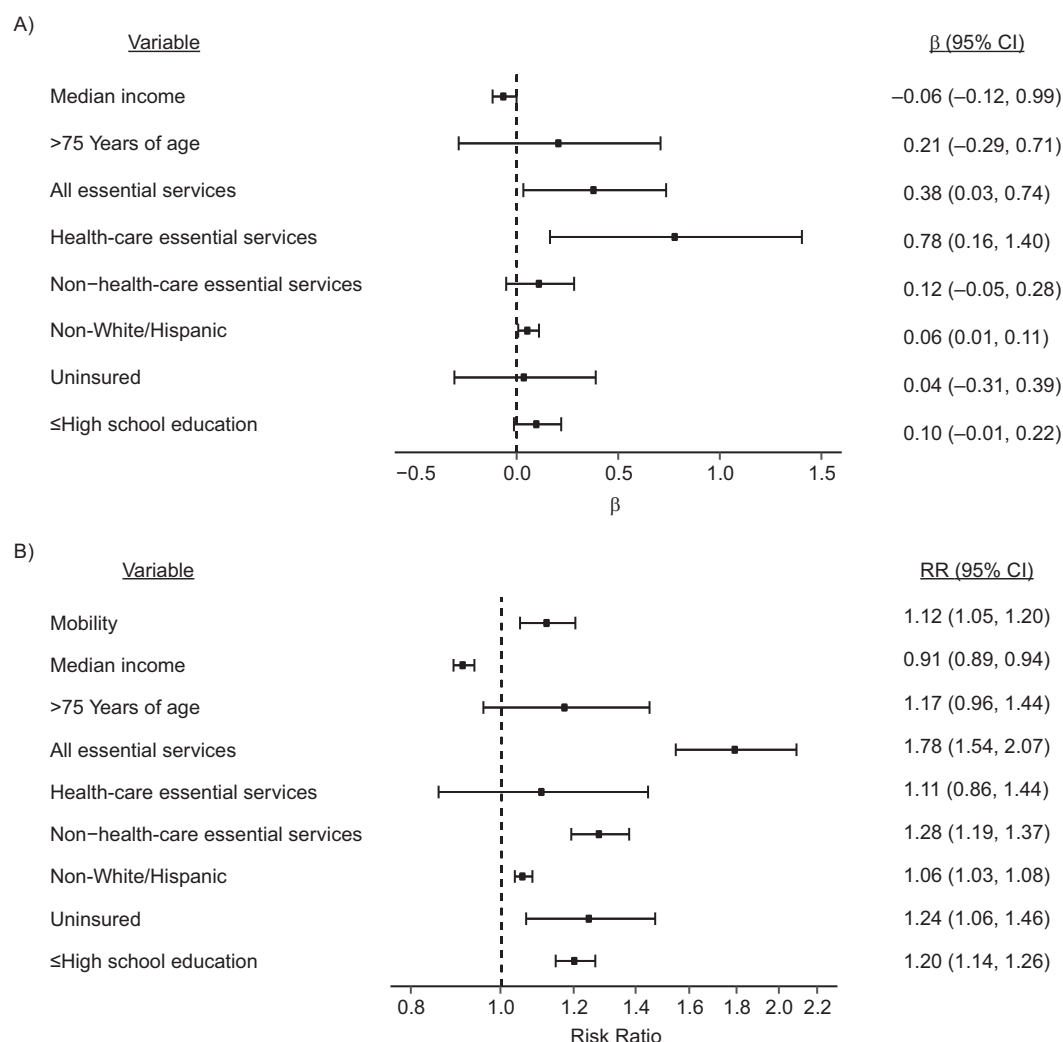 A)
Variable β (95% CI)
Median income –0.06 (–0.12, 0.99)
>75 Years of age 0.21 (–0.29, 0.71)
All essential services 0.38 (0.03, 0.74)
Health-care essential services 0.78 (0.16, 1.40)
Non−health-care essential services 0.12 (–0.05, 0.28)
Non-White/Hispanic 0.06 (0.01, 0.11)
Uninsured 0.04 (–0.31, 0.39)
≤High school education 0.10 (–0.01, 0.22)
−0.5 0.0 0.5 1.0 1.5
β
B)
Variable RR (95% CI)
Mobility 1.12 (1.05, 1.20)
Median income 0.91 (0.89, 0.94)
>75 Years of age 1.17 (0.96, 1.44)
All essential services 1.78 (1.54, 2.07)
Health-care essential services 1.11 (0.86, 1.44)
Non−health-care essential services 1.28 (1.19, 1.37)
Non-White/Hispanic 1.06 (1.03, 1.08)
Uninsured 1.24 (1.06, 1.46)
≤High school education 1.20 (1.14, 1.26)
0.8 1.0 1.2 1.4 1.6 1.8 2.0 2.2
Risk Ratio